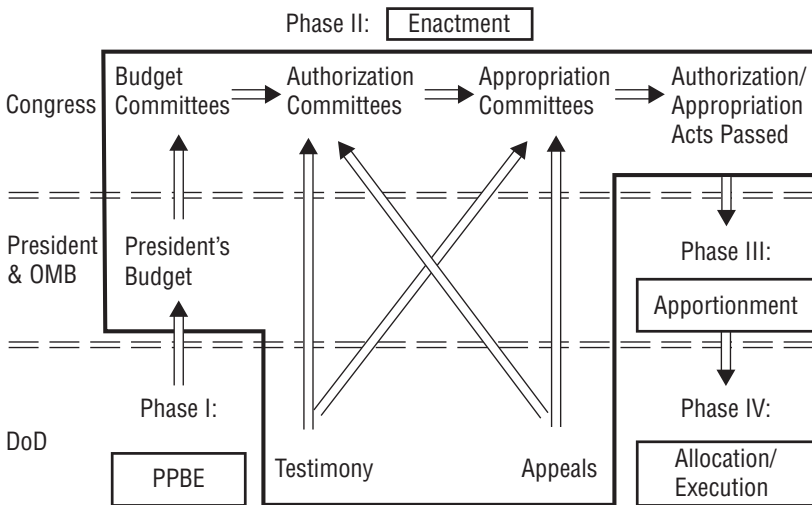 Phase II: Enactment
Congress
Budget
Committees
Authorization
Committees
Appropriation
Committees
Authorization/
Appropriation
Acts Passed
President
& OMB
President’s
Budget
Phase III:
Apportionment
DoD
Phase I:
PPBE
Testimony
Appeals
Phase IV:
Allocation/
Execution